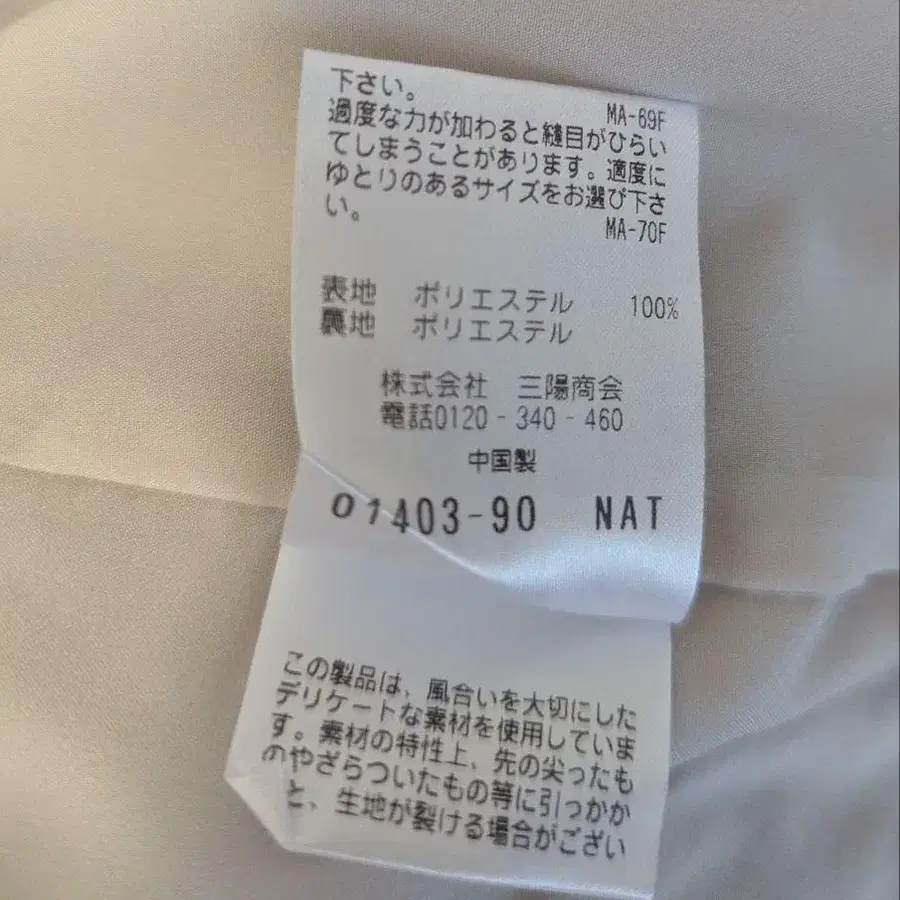 下さい。
MA-69F
過度な力が加わると縫目がひらい
てしまうことがあります。適度に
ゆとりのあるサイズをお選び下さ
い。
MA-70F
表地 ポリエステル 100%
裏地 ポリエステル
株式会社 三陽商会
電話0120-340-460
中国製
01403-90 NAT
この製品は、風合いを大切にした
デリケートな素材を使用していま
す。素材の特性上、先の尖ったも
のやざらついたもの等に引っかか
と、生地が裂ける場合がござい